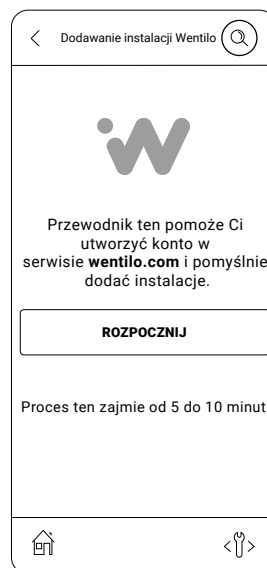 Dodawanie instalacji Wentilo
Przewodnik ten pomoże Ci
utworzyć konto w
serwisie wentilo.com i pomyślnie
dodać instalacje.
ROZPOCZNIJ
Proces ten zajmie od 5 do 10 minut